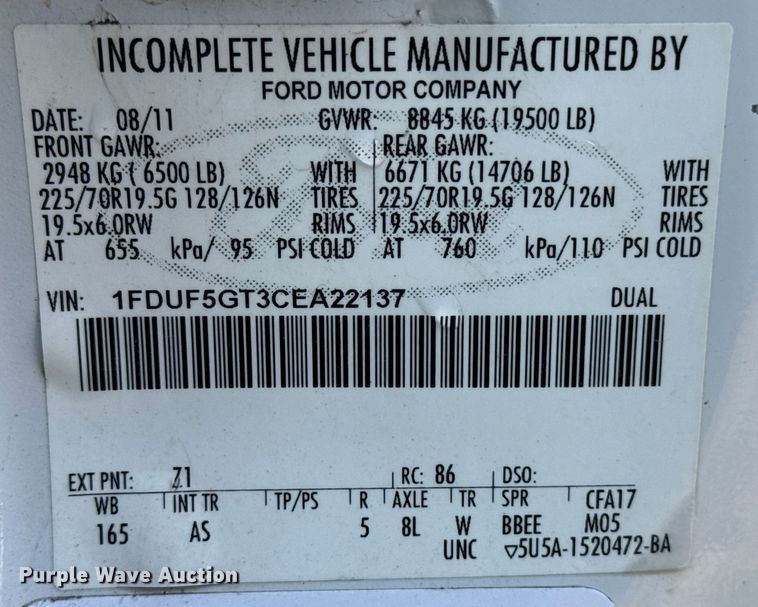 INCOMPLETE VEHICLE MANUFACTURED BY
FORD MOTOR COMPANY
DATE: 08/11 GVWR: 8845 KG (19500 LB)
FRONT GAWR: REAR GAWR:
2948 KG ( 6500 LB) WITH 6671 KG (14706 LB) WITH
225/70R19.5G 128/126N TIRES 225/70R19.5G 128/126N TIRES
19.5x6.0RW RIMS 19.5x6.0RW RIMS
AT 655 kPa/ 95 PSI COLD AT 760 kPa/110 PSI COLD
VIN: 1FDUF5GT3CEA22137 DUAL
EXT PNT: Z1 RC: 86 DSO:
WB INT TR TP/PS R AXLE TR SPR CFA17
165 AS 5 8L W BBEE M05
UNC ▽5U5A-1520472-BA
Purple Wave Auction